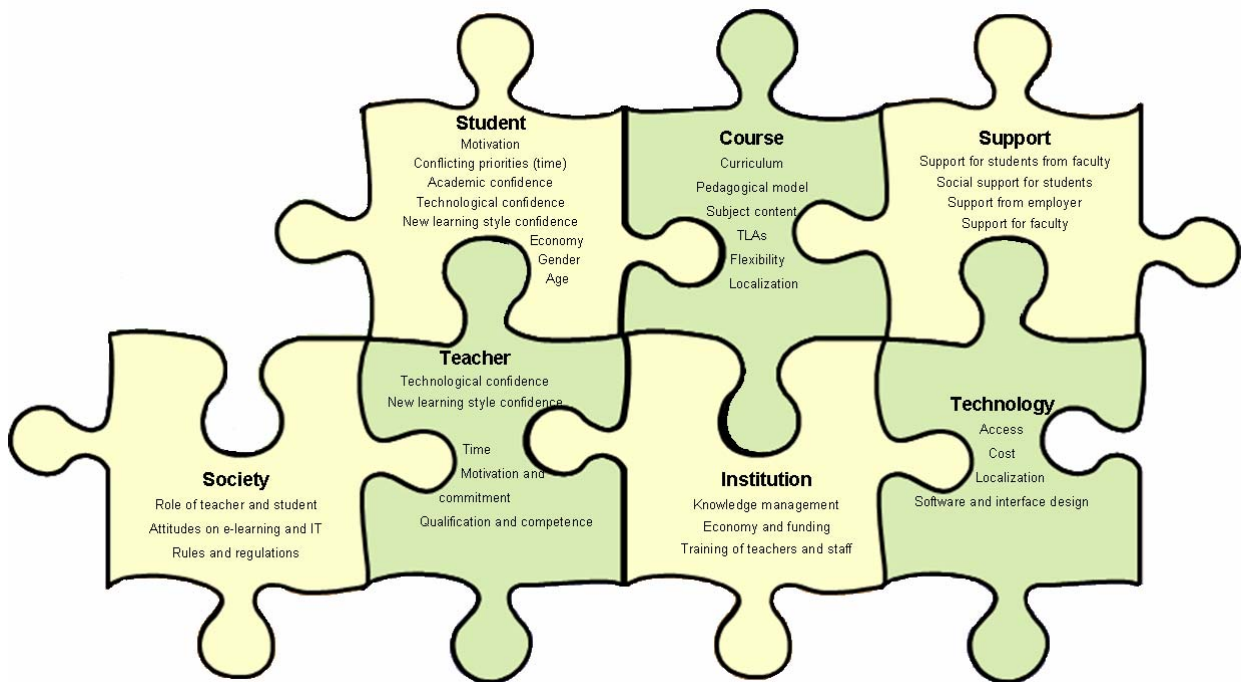 Student
Motivation
Conflicting priorities (time)
Academic confidence
Technological confidence
New learning style confidence
Economy
Gender
Age
Course
Curriculum
Pedagogical model
Subject content
TLAs
Flexibility
Localization
Support
Support for students from faculty
Social support for students
Support from employer
Support for faculty
Society
Role of teacher and student
Attitudes on e-learning and IT
Rules and regulations
Teacher
Technological confidence
New learning style confidence
Time
Motivation and
commitment
Qualification and competence
Institution
Knowledge management
Economy and funding
Training of teachers and staff
Technology
Access
Cost
Localization
Software and interface design